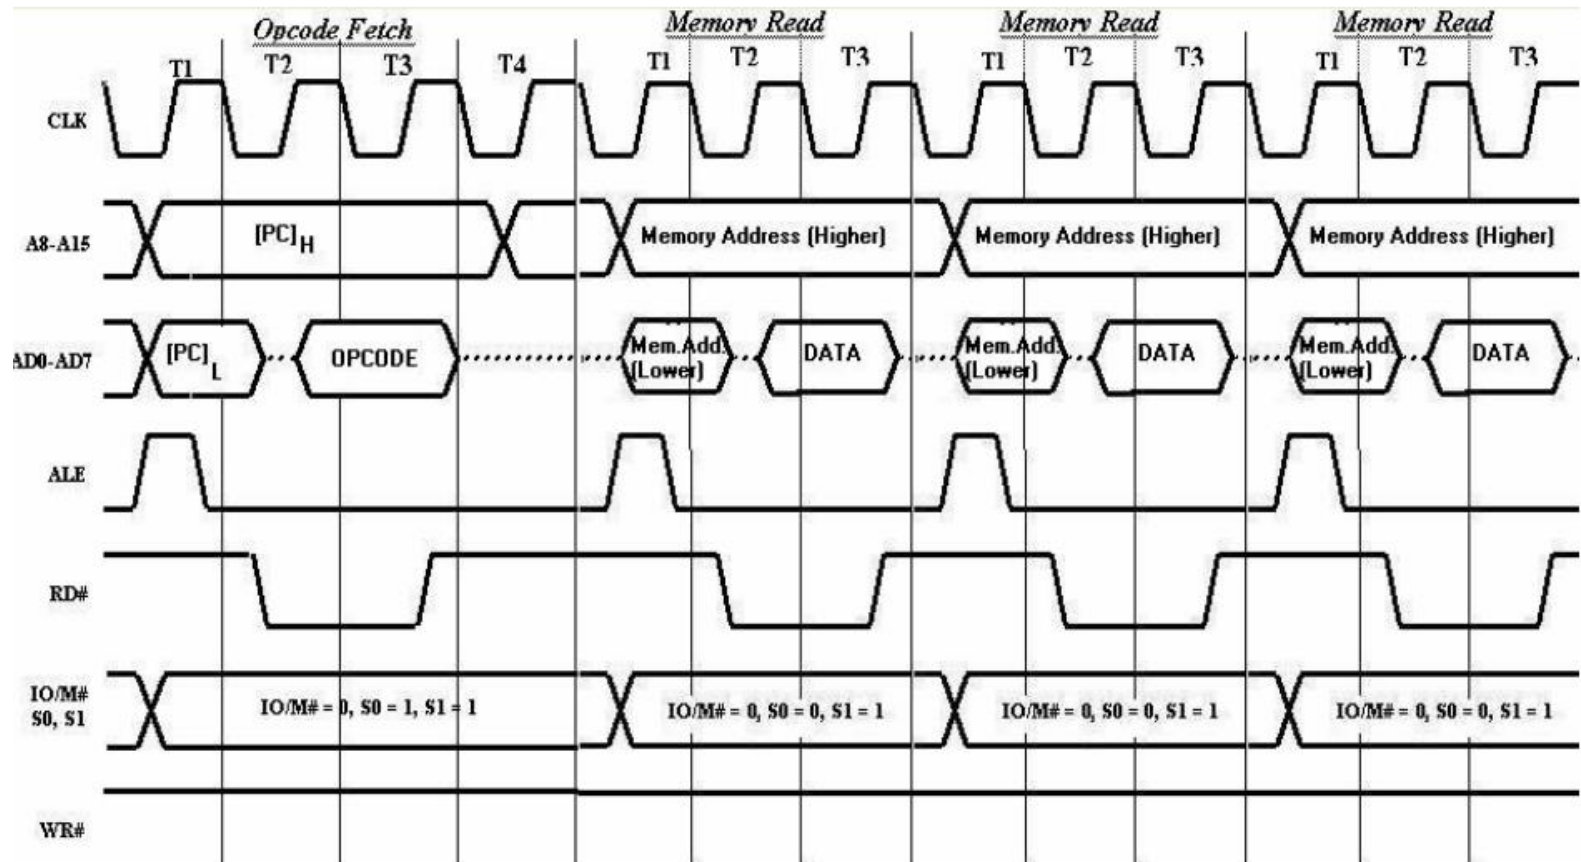 Opcode Fetch Memory Read Memory Read Memory Read
T1 T2 T3 T4 T1 T2 T3 T1 T2 T3 T1 T2 T3
CLK
A8-A15 [PC]H Memory Address (Higher) Memory Address (Higher) Memory Address (Higher)
AD0-AD7 [PC]L OPCODE Mem.Add. (Lower) DATA Mem.Add. (Lower) DATA Mem.Add. (Lower) DATA
ALE
RD#
IO/M#
S0, S1 IO/M# = 0, S0 = 1, S1 = 1 IO/M# = 0, S0 = 0, S1 = 1 IO/M# = 0, S0 = 0, S1 = 1 IO/M# = 0, S0 = 0, S1 = 1
WR#